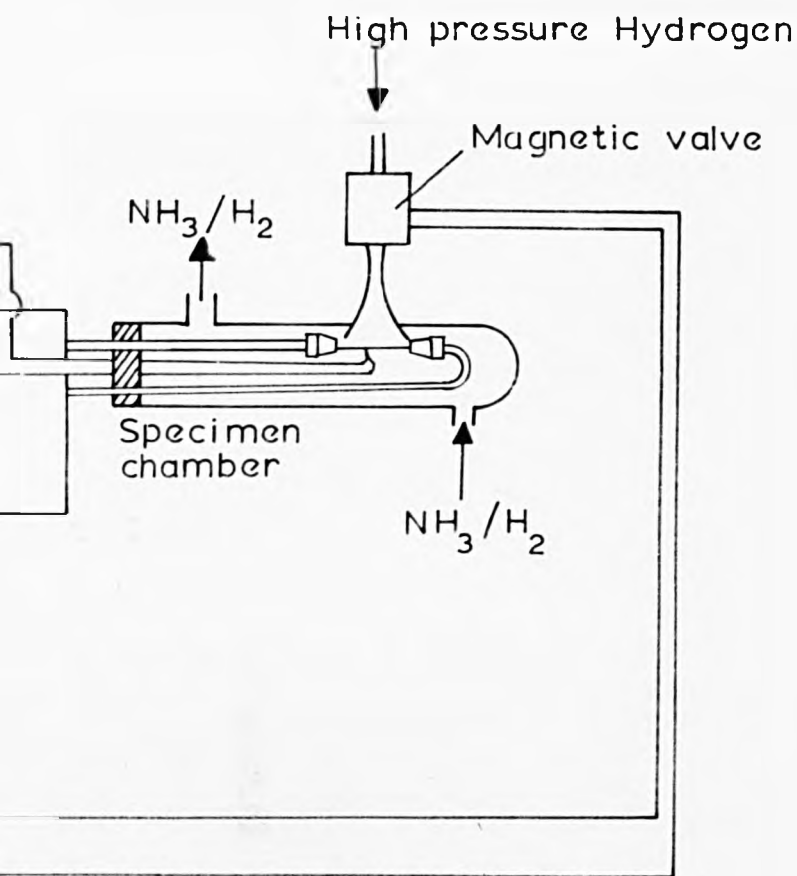 High pressure Hydrogen
Magnetic valve
NH₃/H₂
Specimen
chamber
NH₃/H₂